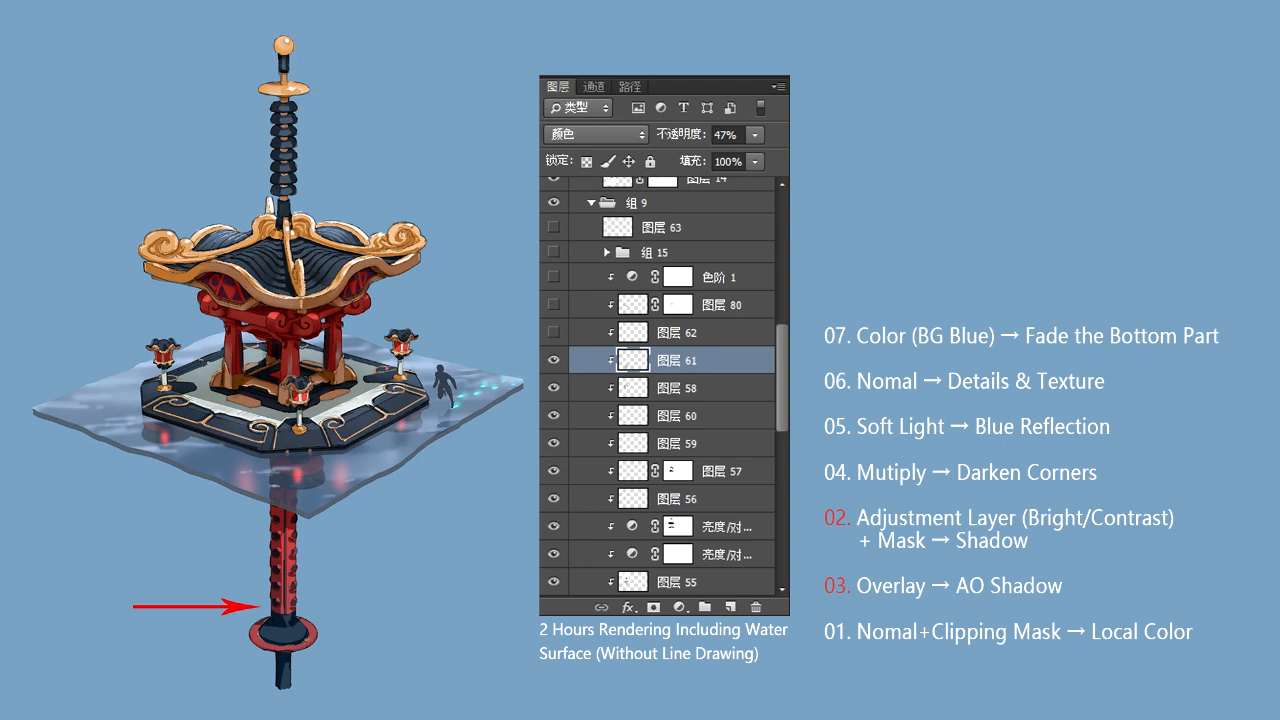 图层 通道 路径
类型
颜色 不透明度: 47%
锁定: 填充: 100%
图层 14
组 9
图层 63
组 15
色阶 1
图层 80
图层 62
图层 61
图层 58
图层 60
图层 59
图层 57
图层 56
亮度/对...
亮度/对...
图层 55
fx.
2 Hours Rendering Including Water
Surface (Without Line Drawing)
07. Color (BG Blue) → Fade the Bottom Part
06. Nomal → Details & Texture
05. Soft Light → Blue Reflection
04. Mutiply → Darken Corners
02. Adjustment Layer (Bright/Contrast)
+ Mask → Shadow
03. Overlay → AO Shadow
01. Nomal+Clipping Mask → Local Color